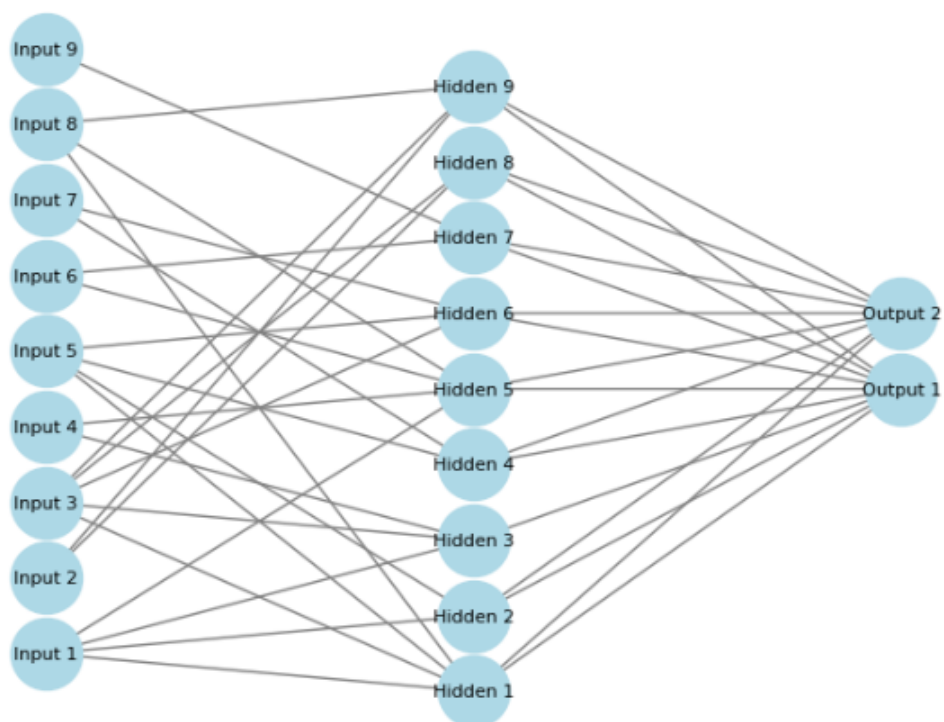 Input 9
Input 8
Input 7
Input 6
Input 5
Input 4
Input 3
Input 2
Input 1
Hidden 9
Hidden 8
Hidden 7
Hidden 6
Hidden 5
Hidden 4
Hidden 3
Hidden 2
Hidden 1
Output 2
Output 1